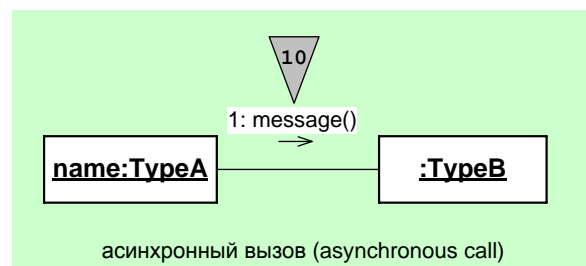 10
1: message()
name:TypeA
:TypeB
асинхронный вызов (asynchronous call)